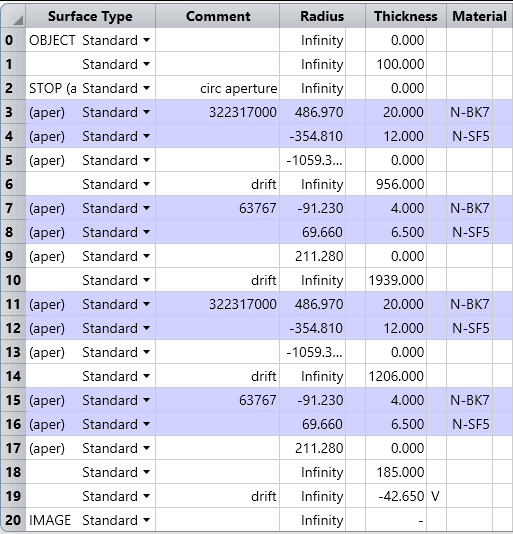 Surface Type Comment Radius Thickness Material
0 OBJECT Standard Infinity 0.000
1 Standard Infinity 100.000
2 STOP (a Standard circ aperture Infinity 0.000
3 (aper) Standard 322317000 486.970 20.000 N-BK7
4 (aper) Standard -354.810 12.000 N-SF5
5 (aper) Standard -1059.3... 0.000
6 Standard drift Infinity 956.000
7 (aper) Standard 63767 -91.230 4.000 N-BK7
8 (aper) Standard 69.660 6.500 N-SF5
9 (aper) Standard 211.280 0.000
10 Standard drift Infinity 1939.000
11 (aper) Standard 322317000 486.970 20.000 N-BK7
12 (aper) Standard -354.810 12.000 N-SF5
13 (aper) Standard -1059.3... 0.000
14 Standard drift Infinity 1206.000
15 (aper) Standard 63767 -91.230 4.000 N-BK7
16 (aper) Standard 69.660 6.500 N-SF5
17 (aper) Standard 211.280 0.000
18 Standard Infinity 185.000
19 Standard drift Infinity -42.650 V
20 IMAGE Standard Infinity -